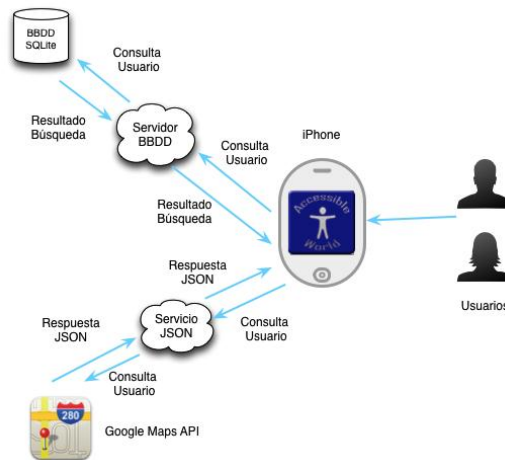 BBDD
SQLite
Consulta
Usuario
Resultado
Búsqueda
Servidor
BBDD
Consulta
Usuario
iPhone
Resultado
Búsqueda
Accessible
World
Respuesta
JSON
Usuarios
Servicio
JSON
Respuesta
JSON
Consulta
Usuario
Consulta
Usuario
280
Google Maps API